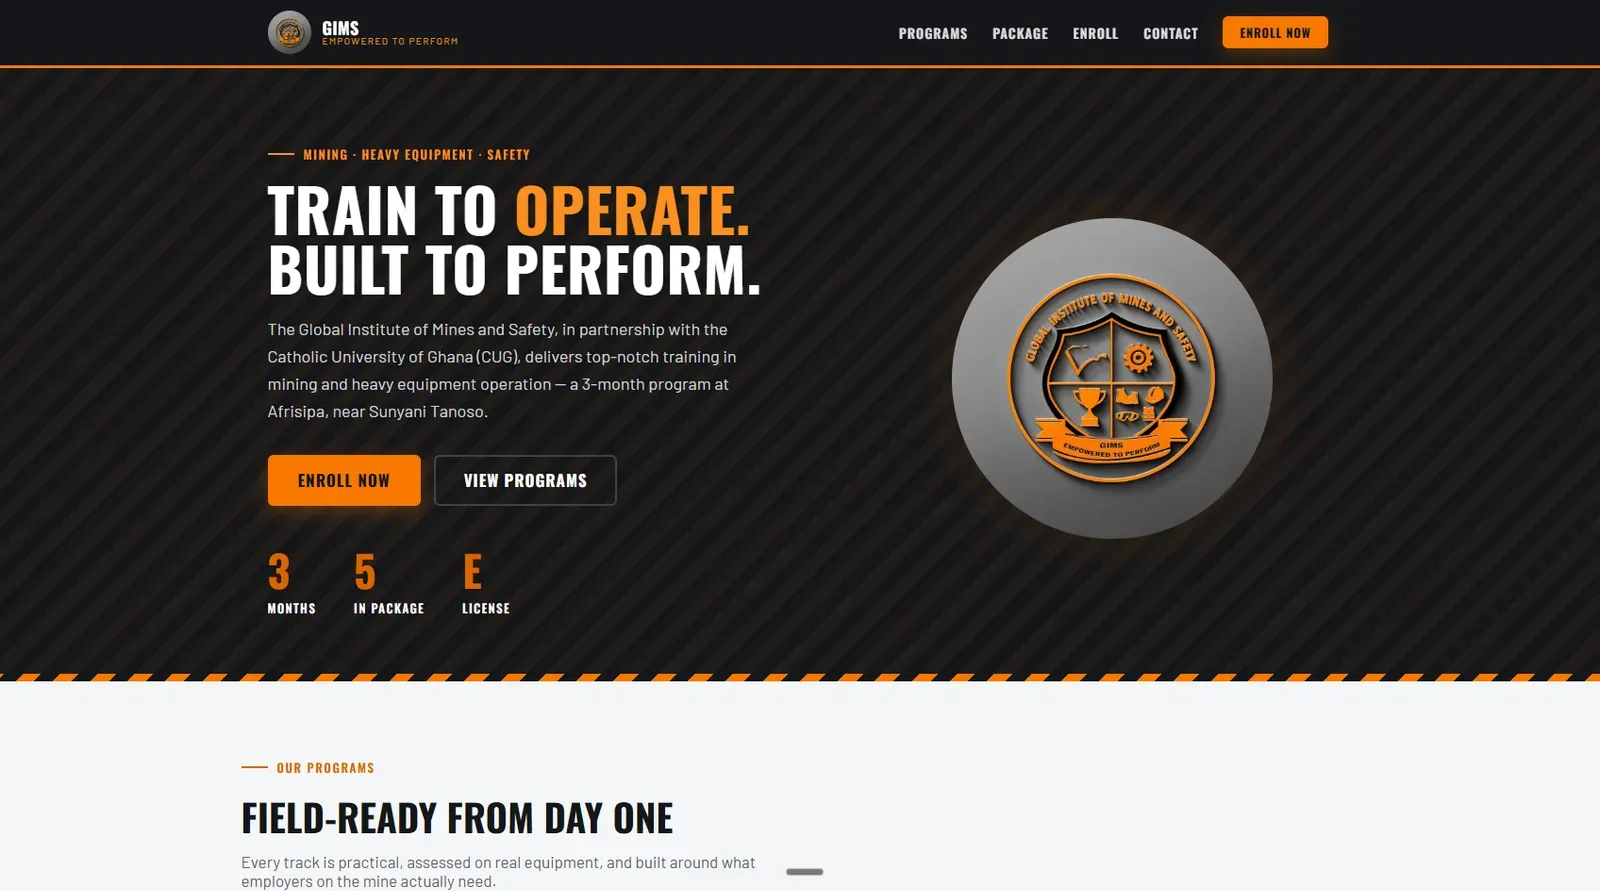 GIMS
EMPOWERED TO PERFORM
PROGRAMS
PACKAGE
ENROLL
CONTACT
ENROLL NOW
MINING · HEAVY EQUIPMENT · SAFETY
TRAIN TO OPERATE.
BUILT TO PERFORM.
The Global Institute of Mines and Safety, in partnership with the
Catholic University of Ghana (CUG), delivers top-notch training in
mining and heavy equipment operation — a 3-month program at
Afrisipa, near Sunyani Tanoso.
ENROLL NOW
VIEW PROGRAMS
3
MONTHS
5
IN PACKAGE
E
LICENSE
GLOBAL INSTITUTE OF MINES AND SAFETY
GIMS
EMPOWERED TO PERFORM
OUR PROGRAMS
FIELD-READY FROM DAY ONE
Every track is practical, assessed on real equipment, and built around what
employers on the mine actually need.